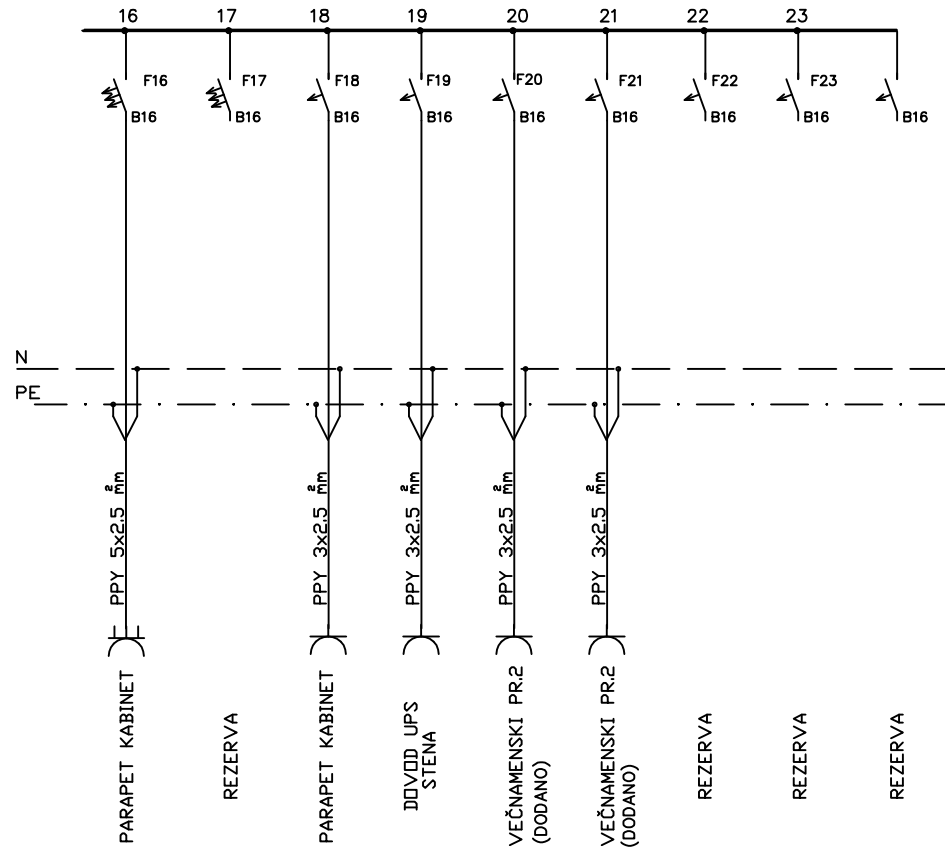 16
17
18
19
20
21
22
23
F16
F17
F18
F19
F20
F21
F22
F23
B16
B16
B16
B16
B16
B16
B16
B16
B16
N
PE
PPY 5x2.5 mm²
PPY 3x2.5 mm²
PPY 3x2.5 mm²
PPY 3x2.5 mm²
PPY 3x2.5 mm²
PARAPET KABINET
REZERVA
PARAPET KABINET
DOVOD UPS
STENA
VEČNAMENSKI PR.2
(DODANO)
VEČNAMENSKI PR.2
(DODANO)
REZERVA
REZERVA
REZERVA